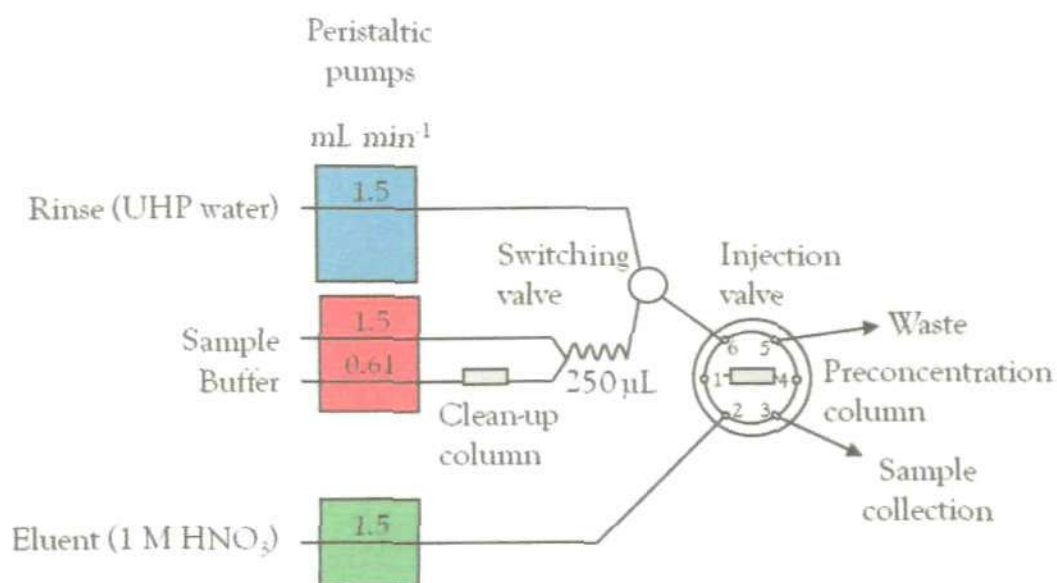 Peristaltic
pumps
mL min⁻¹
1.5
Rinse (UHP water)
Switching
valve
Injection
valve
1.5
Sample
0.61
Buffer
250 µL
Clean-up
column
6 5
Waste
1 4
Preconcentration
column
2 3
Sample
collection
1.5
Eluent (1 M HNO₃)